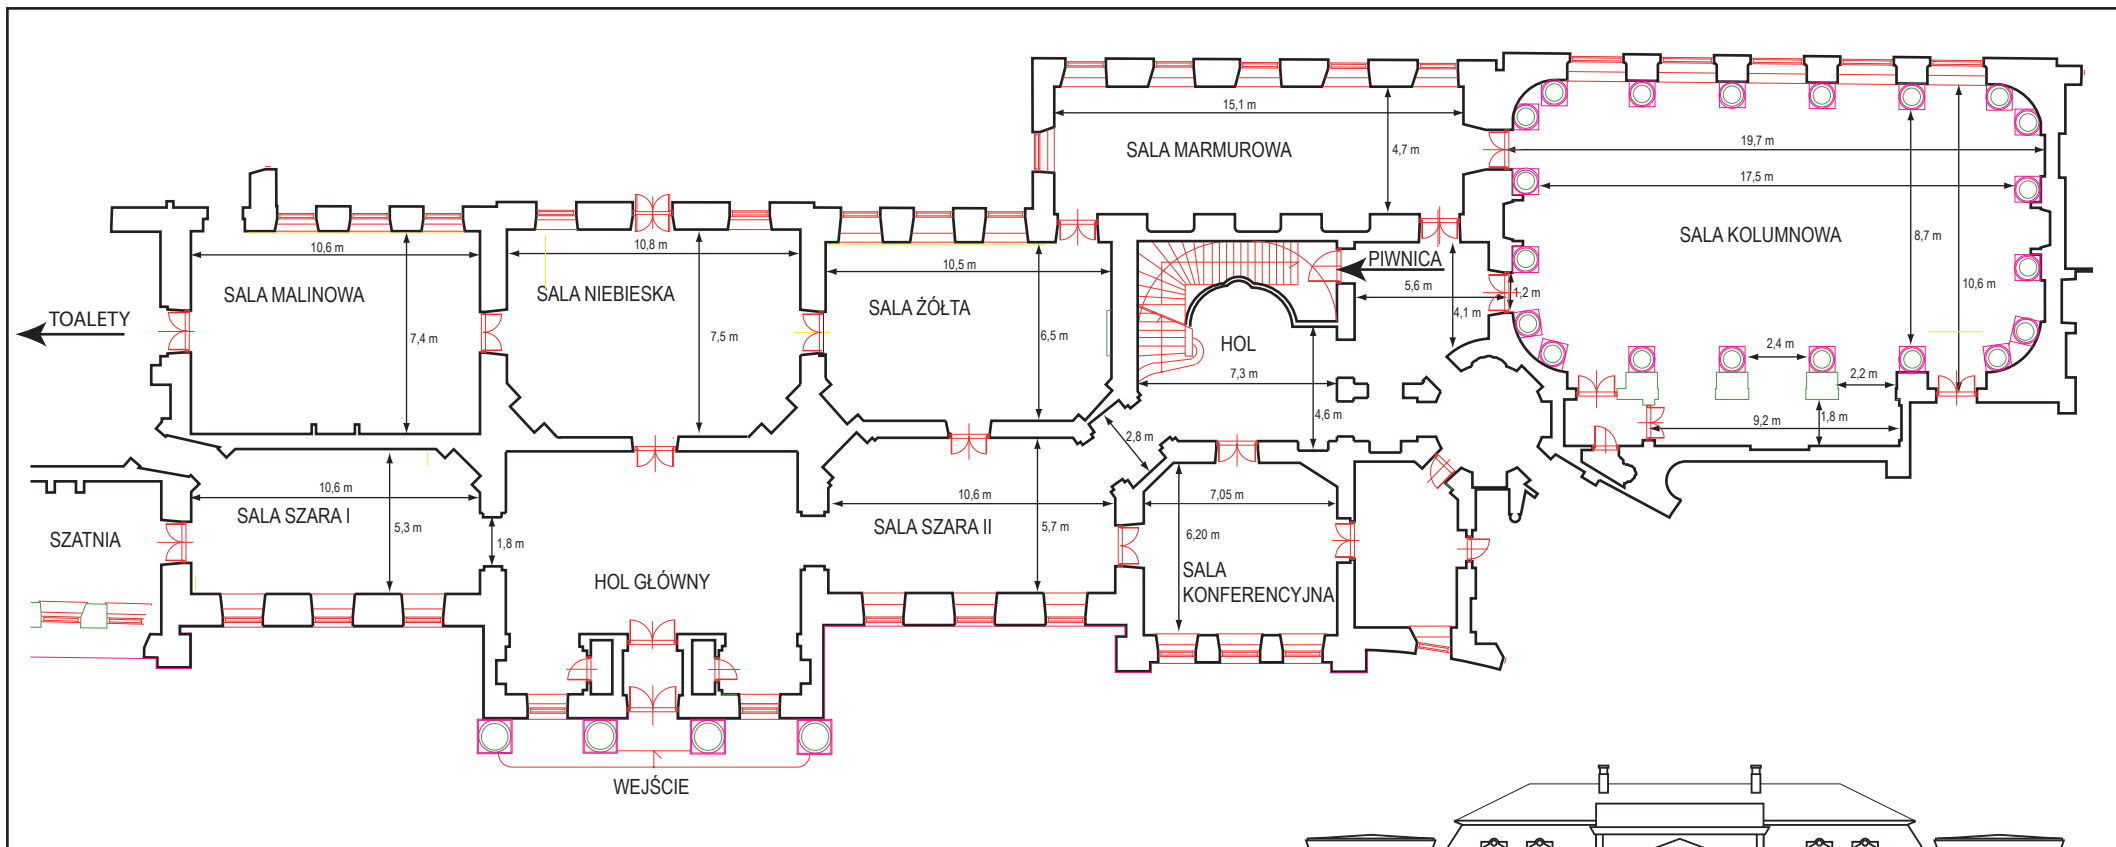 15,1 m
SALA MARMUROWA
4,7 m
19,7 m
17,5 m
SALA KOLUMNOWA
8,7 m
10,6 m
1,2 m
2,4 m
2,2 m
9,2 m
1,8 m
10,6 m
SALA MALINOWA
7,4 m
TOALETY
10,8 m
SALA NIEBIESKA
7,5 m
10,5 m
SALA ŻÓŁTA
6,5 m
PIWNICA
5,6 m
4,1 m
HOL
7,3 m
4,6 m
2,8 m
10,6 m
SALA SZARA I
5,3 m
SZATNIA
1,8 m
HOL GŁÓWNY
10,6 m
SALA SZARA II
5,7 m
7,05 m
6,20 m
SALA
KONFERENCYJNA
WEJŚCIE